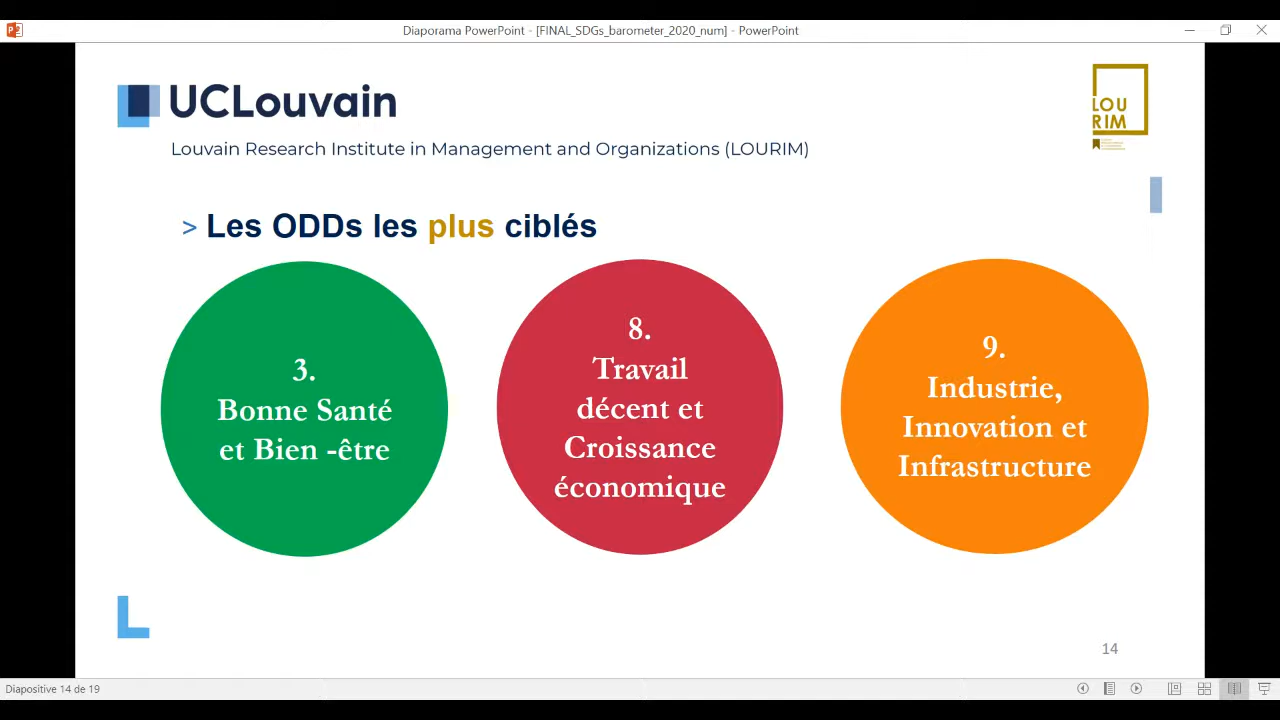 Diaporama PowerPoint - [FINAL_SDGs_barometer_2020_num] - PowerPoint
UCLouvain
LOU
RIM
Louvain Research Institute in Management and Organizations (LOURIM)
> Les ODDs les plus ciblés
3.
Bonne Santé
et Bien -être
8.
Travail
décent et
Croissance
économique
9.
Industrie,
Innovation et
Infrastructure
14
Diapositive 14 de 19